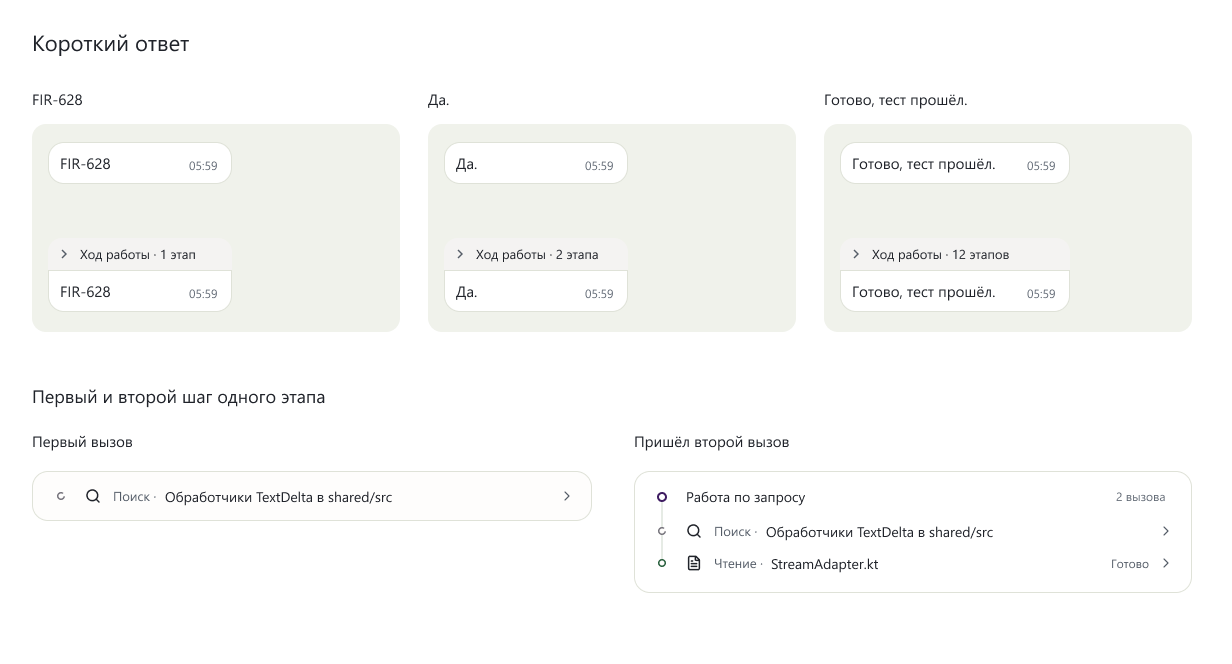 Короткий ответ
FIR-628
Да.
Готово, тест прошёл.
FIR-628 05:59
Да. 05:59
Готово, тест прошёл. 05:59
Ход работы · 1 этап
Ход работы · 2 этапа
Ход работы · 12 этапов
FIR-628 05:59
Да. 05:59
Готово, тест прошёл. 05:59
Первый и второй шаг одного этапа
Первый вызов
Поиск · Обработчики TextDelta в shared/src
Пришёл второй вызов
Работа по запросу 2 вызова
Поиск · Обработчики TextDelta в shared/src
Чтение · StreamAdapter.kt Готово